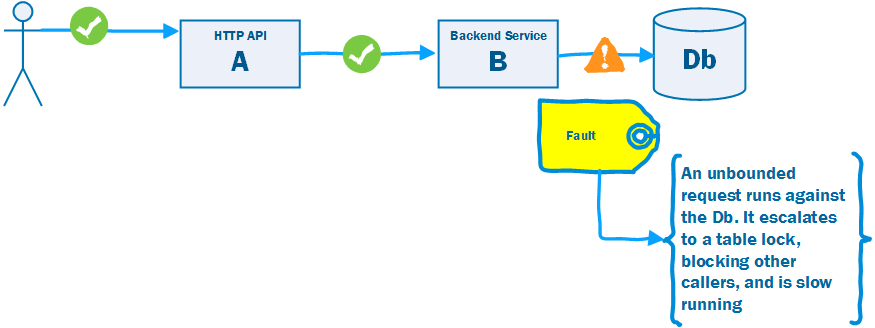 HTTP API
A
Backend Service
B
Db
Fault
An unbounded
request runs against
the Db. It escalates
to a table lock,
blocking other
callers, and is slow
running